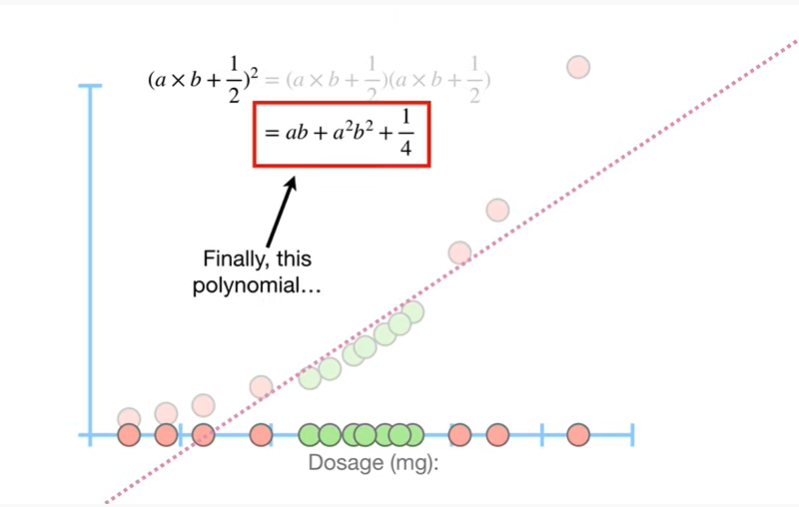 (a × b + 1/2)² = (a × b + 1/2)(a × b + 1/2)
= ab + a²b² + 1/4
Finally, this
polynomial…
Dosage (mg):